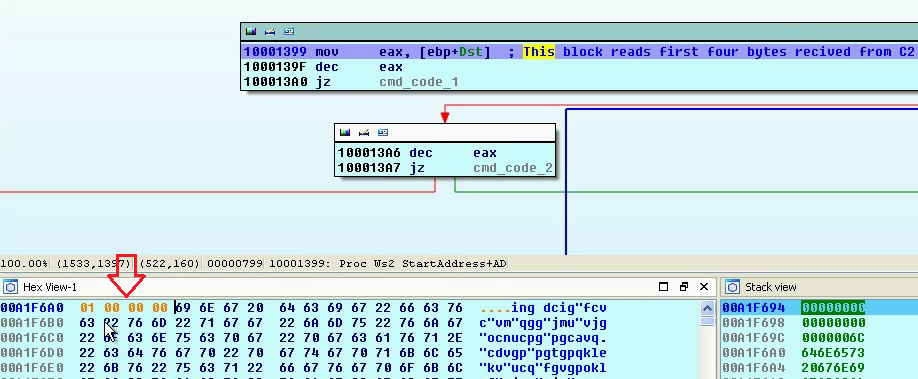 10001399 mov eax, [ebp+Dst] ; This block reads first four bytes recived from C2
1000139F dec eax
100013A0 jz cmd_code_1
100013A6 dec eax
100013A7 jz cmd_code_2
100.00% (1533,1397) (522,160) 00000799 10001399: Proc Ws2 StartAddress+AD
Hex View-1
00A1F6A0 01 00 00 00 69 6E 67 20 64 63 69 67 22 66 63 76 ....ing dcig"fcv
00A1F6B0 63 22 76 6D 22 71 67 67 22 6A 6D 75 22 76 6A 67 c"vm"qgg"jmu"vjg
00A1F6C0 22 63 6E 75 63 70 67 22 70 67 63 61 76 71 2E "ocnucpg"pgcavq.
00A1F6D0 22 63 64 76 67 70 22 70 67 74 67 70 71 6B 6C 65 "cdvgp"pgtgpqkle
00A1F6E0 22 6B 76 22 75 63 71 22 66 67 76 67 70 6F 6B 6C "kv"ucq"fgvgpokl
Stack view
00A1F694 00000000
00A1F698 00000000
00A1F69C 0000006C
00A1F6A0 646E6573
00A1F6A4 20676E69